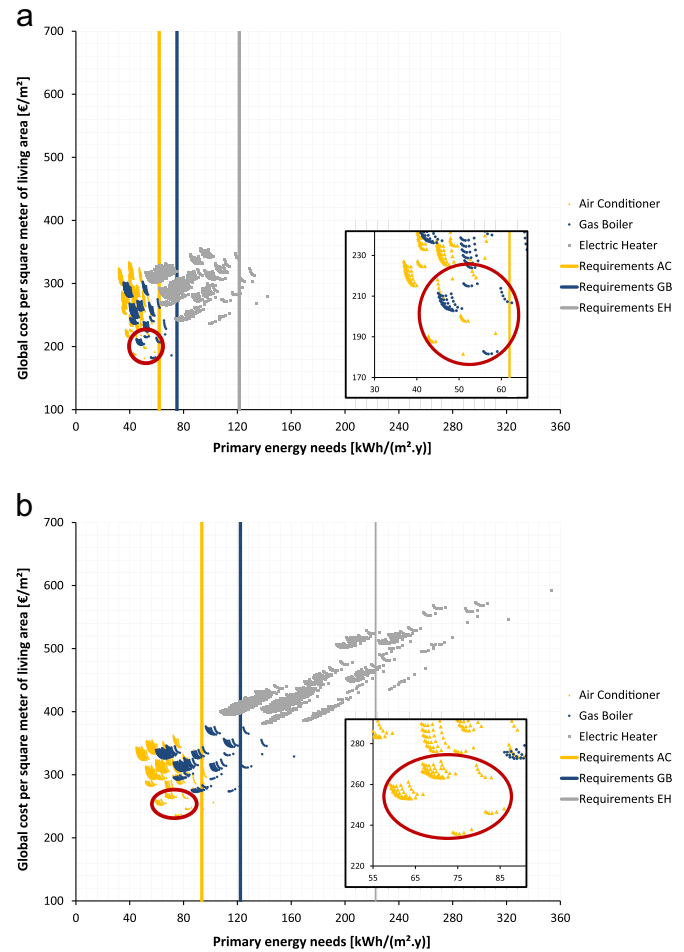 a
700
600
500
400
300
200
100
0 40 80 120 160 200 240 280 320 360
Global cost per square meter of living area [€/m²]
Primary energy needs [kWh/(m².y)]
230
210
190
170
30 40 50 60
Air Conditioner
Gas Boiler
Electric Heater
Requirements AC
Requirements GB
Requirements EH
b
700
600
500
400
300
200
100
0 40 80 120 160 200 240 280 320 360
Global cost per square meter of living area [€/m²]
Primary energy needs [kWh/(m².y)]
280
260
240
220
55 65 75 85
Air Conditioner
Gas Boiler
Electric Heater
Requirements AC
Requirements GB
Requirements EH